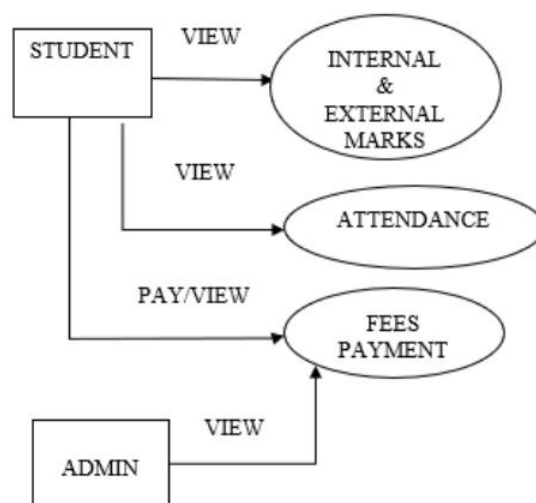 VIEW
STUDENT
INTERNAL
&
EXTERNAL
MARKS
VIEW
ATTENDANCE
PAY/VIEW
FEES
PAYMENT
VIEW
ADMIN